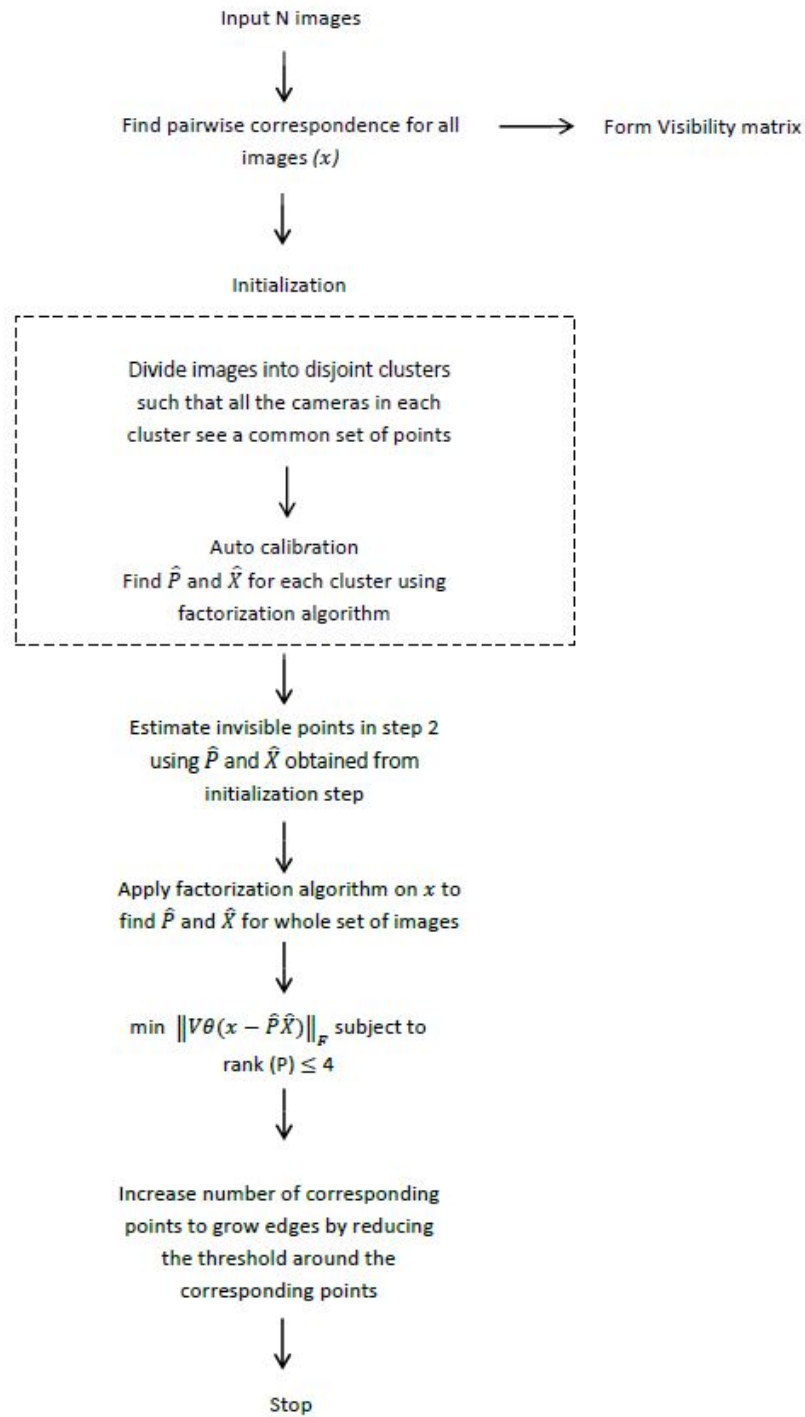 Input N images
Find pairwise correspondence for all
images (x)
Form Visibility matrix
Initialization
Divide images into disjoint clusters
such that all the cameras in each
cluster see a common set of points
Auto calibration
Find P̂ and X̂ for each cluster using
factorization algorithm
Estimate invisible points in step 2
using P̂ and X̂ obtained from
initialization step
Apply factorization algorithm on x to
find P̂ and X̂ for whole set of images
min ‖Vθ(x − P̂X̂)‖_F subject to
rank (P) ≤ 4
Increase number of corresponding
points to grow edges by reducing
the threshold around the
corresponding points
Stop